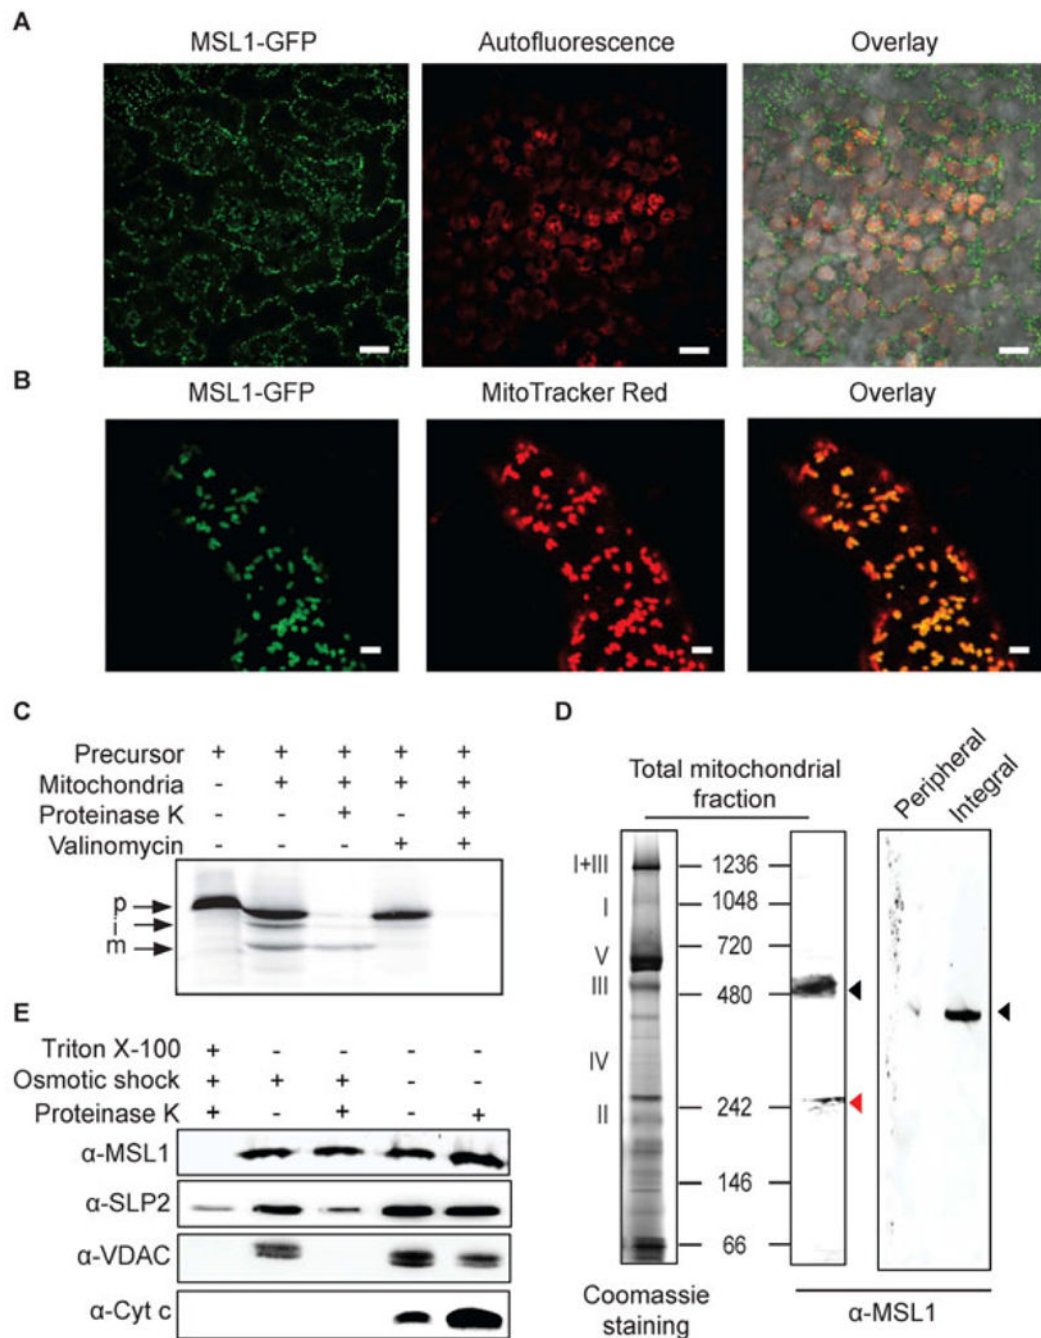 A
MSL1-GFP Autofluorescence Overlay
B
MSL1-GFP MitoTracker Red Overlay
C
Precursor + + + + +
Mitochondria - + + + +
Proteinase K - - + - +
Valinomycin - - - + +
p
i
m
D
Total mitochondrial
fraction
Peripheral
Integral
I+III 1236
I 1048
V 720
III 480
IV
II 242
146
66
Coomassie
staining
α-MSL1
E
Triton X-100 + - - - -
Osmotic shock + + + - -
Proteinase K + - + - +
α-MSL1
α-SLP2
α-VDAC
α-Cyt c